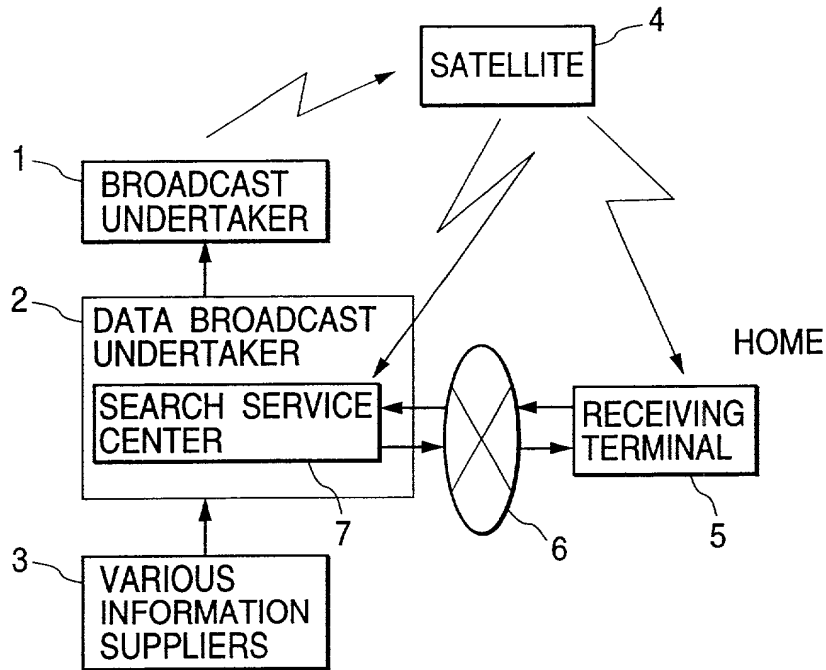 4
SATELLITE
1
BROADCAST
UNDERTAKER
2
DATA BROADCAST
UNDERTAKER
HOME
SEARCH SERVICE
CENTER
RECEIVING
TERMINAL
7
6
5
3
VARIOUS
INFORMATION
SUPPLIERS